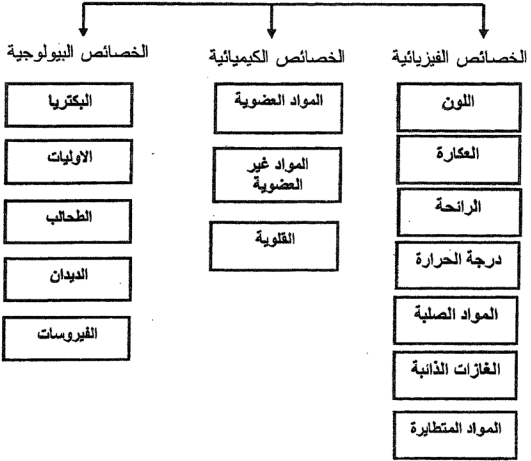 الخصائص الفيزيائية
اللون
العكارة
الرائحة
درجة الحرارة
المواد الصلبة
الغازات الذائبة
المواد المتطايرة
الخصائص الكيميائية
المواد العضوية
المواد غير
العضوية
القلوية
الخصائص البيولوجية
البكتريا
الاوليات
الطحالب
الديدان
الفيروسات